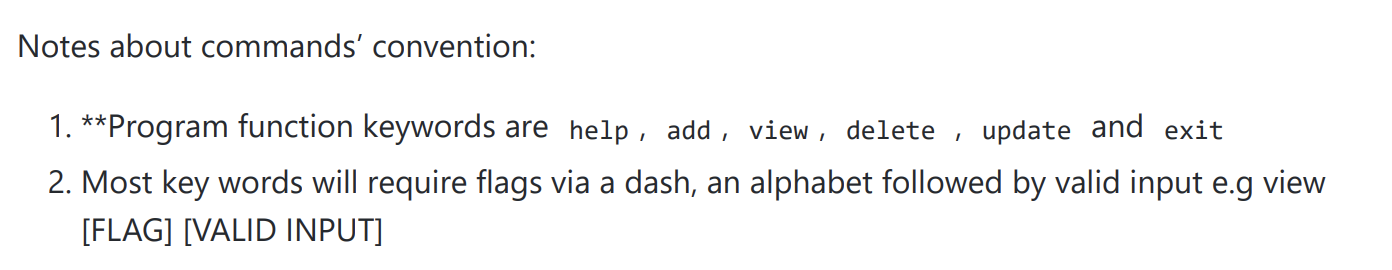 Notes about commands’ convention:
1. **Program function keywords are help , add , view , delete , update and exit
2. Most key words will require flags via a dash, an alphabet followed by valid input e.g view
[FLAG] [VALID INPUT]